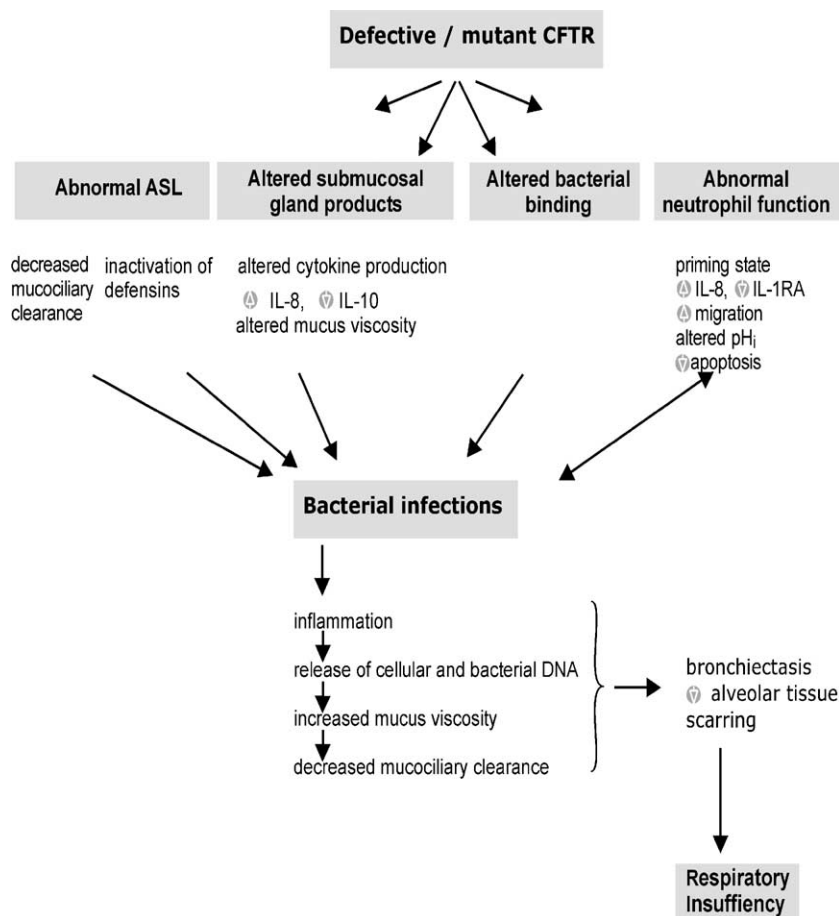 Defective / mutant CFTR
Abnormal ASL
Altered submucosal
gland products
Altered bacterial
binding
Abnormal
neutrophil function
decreased
mucociliary
clearance
inactivation of
defensins
altered cytokine production
IL-8, IL-10
altered mucus viscosity
priming state
IL-8, IL-1RA
migration
altered pHi
apoptosis
Bacterial infections
inflammation
release of cellular and bacterial DNA
increased mucus viscosity
decreased mucociliary clearance
bronchiectasis
alveolar tissue
scarring
Respiratory
Insuffiency